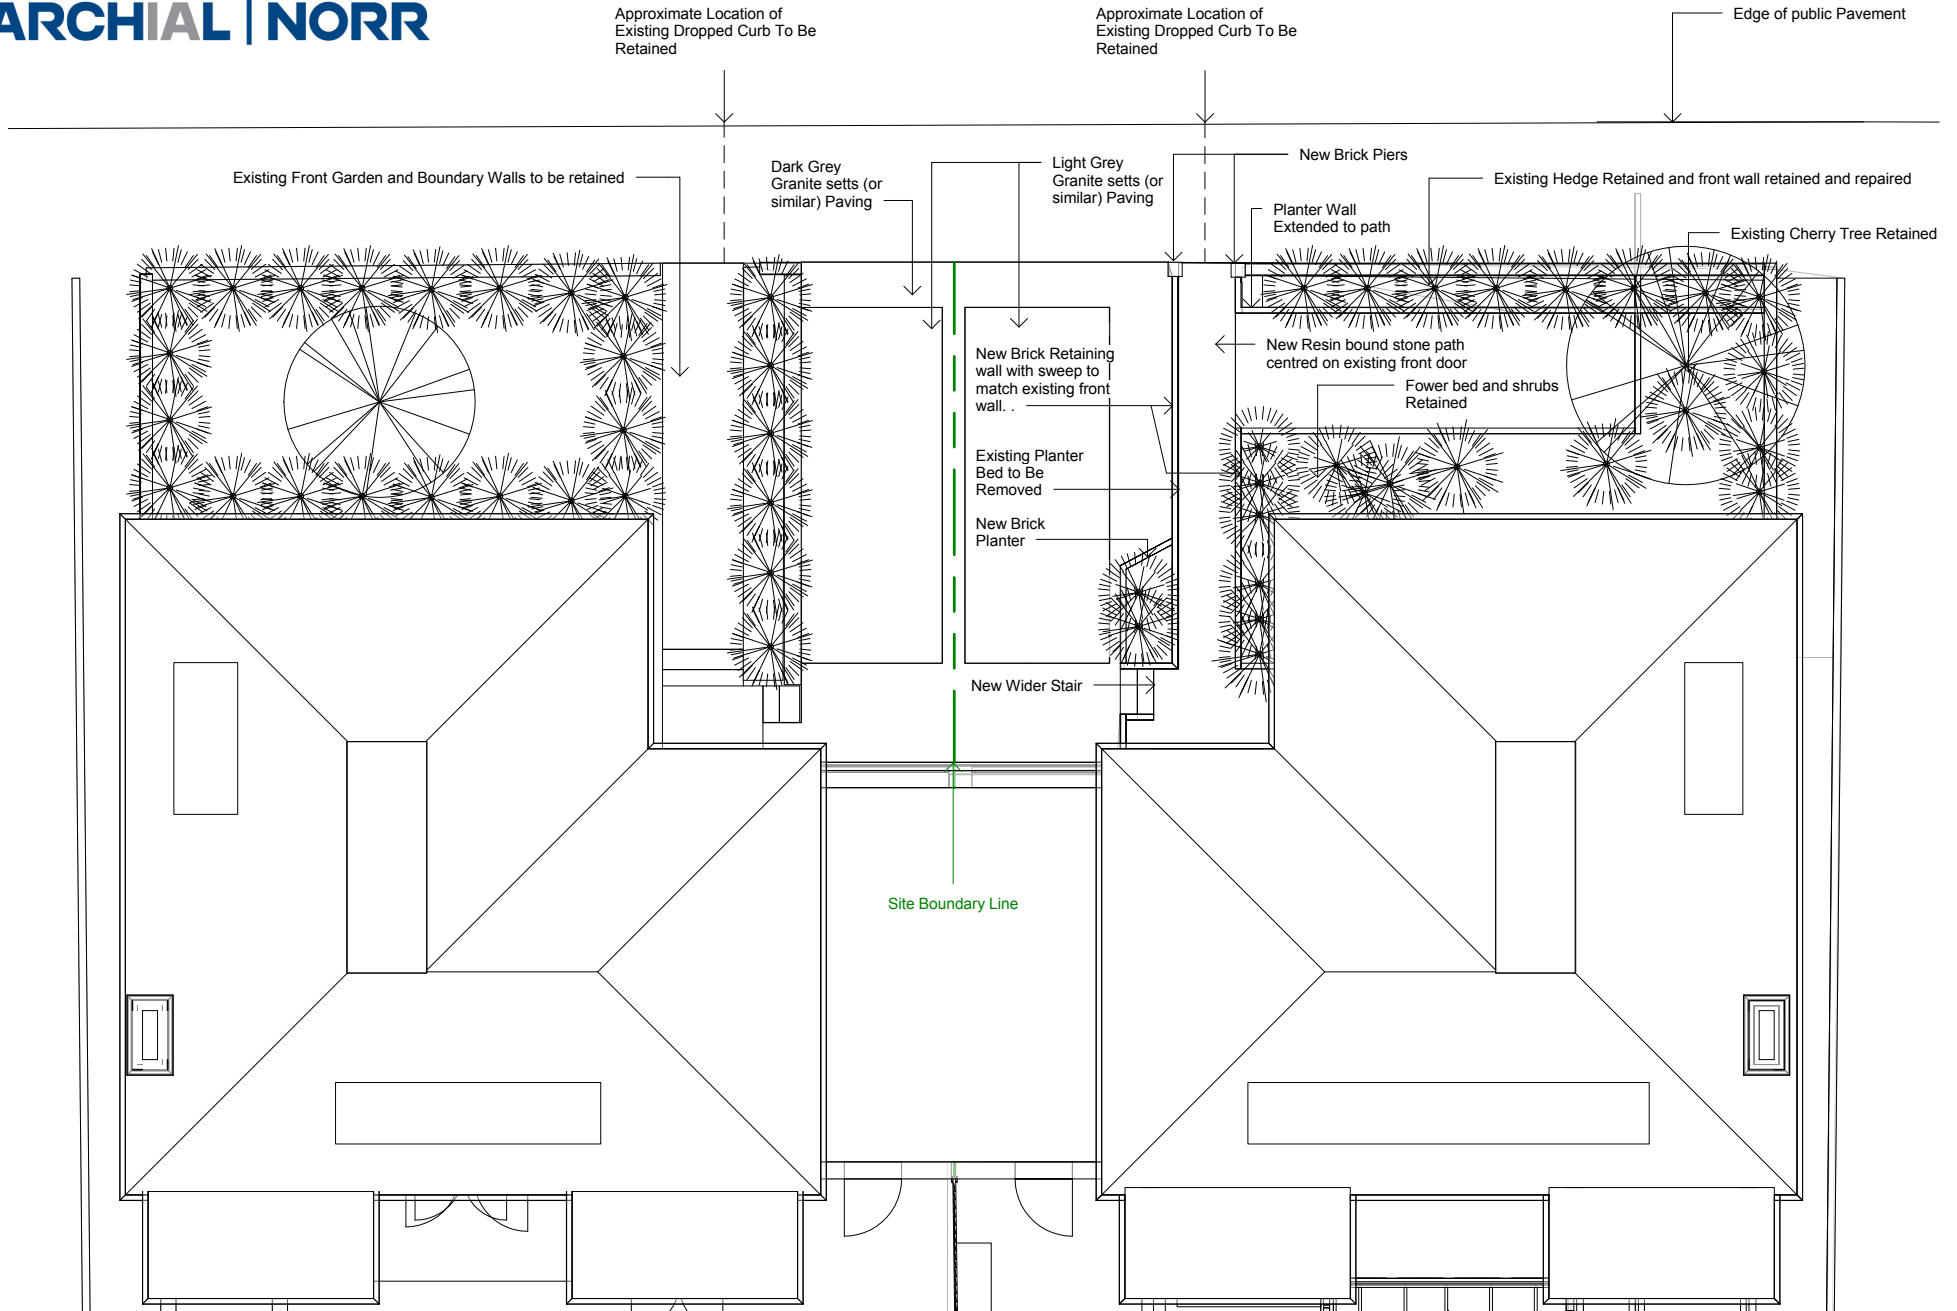 ARCHIAL | NORR
Approximate Location of
Existing Dropped Curb To Be
Retained
Approximate Location of
Existing Dropped Curb To Be
Retained
Edge of public Pavement
Existing Front Garden and Boundary Walls to be retained
Dark Grey
Granite setts (or
similar) Paving
Light Grey
Granite setts (or
similar) Paving
New Brick Piers
Existing Hedge Retained and front wall retained and repaired
Planter Wall
Extended to path
Existing Cherry Tree Retained
New Brick Retaining
wall with sweep to
match existing front
wall. .
New Resin bound stone path
centred on existing front door
Fower bed and shrubs
Retained
Existing Planter
Bed to Be
Removed
New Brick
Planter
New Wider Stair
Site Boundary Line